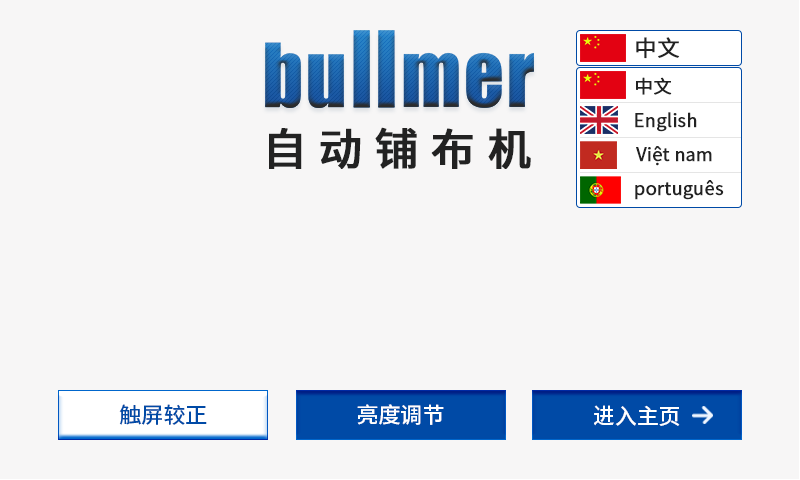 bullmer
自动铺布机
中文
中文
English
Việt nam
português
触屏较正
亮度调节
进入主页